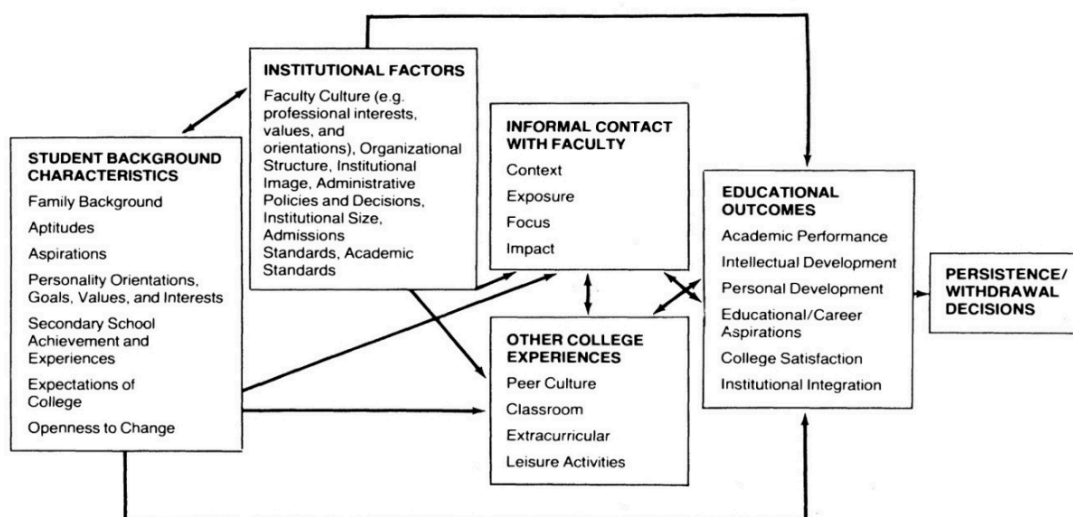 INSTITUTIONAL FACTORS
Faculty Culture (e.g.
professional interests,
values, and
orientations), Organizational
Structure, Institutional
Image, Administrative
Policies and Decisions,
Institutional Size,
Admissions
Standards, Academic
Standards
STUDENT BACKGROUND
CHARACTERISTICS
Family Background
Aptitudes
Aspirations
Personality Orientations,
Goals, Values, and Interests
Secondary School
Achievement and
Experiences
Expectations of
College
Openness to Change
INFORMAL CONTACT
WITH FACULTY
Context
Exposure
Focus
Impact
OTHER COLLEGE
EXPERIENCES
Peer Culture
Classroom
Extracurricular
Leisure Activities
EDUCATIONAL
OUTCOMES
Academic Performance
Intellectual Development
Personal Development
Educational/Career
Aspirations
College Satisfaction
Institutional Integration
PERSISTENCE/
WITHDRAWAL
DECISIONS